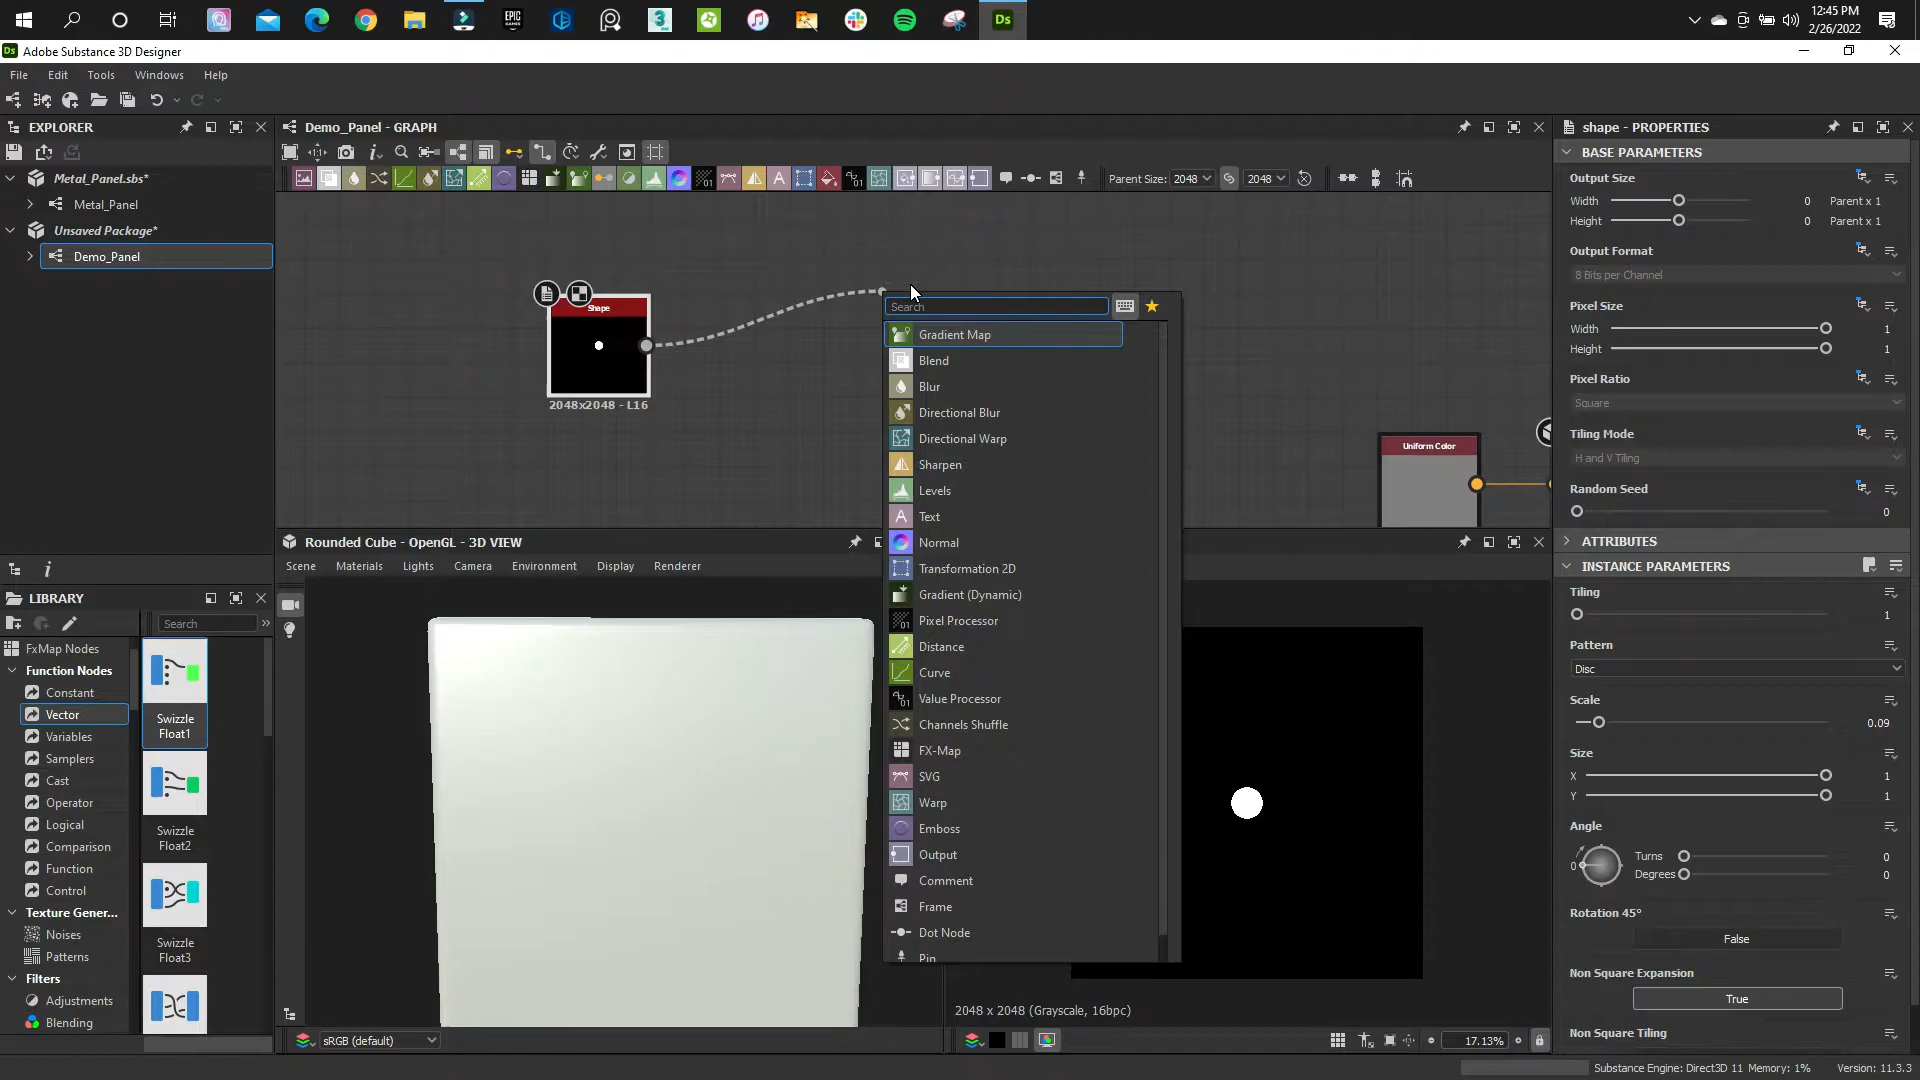 EPIC
GAMES
3
Ds
12:45 PM
2/26/2022
Ds Adobe Substance 3D Designer
File Edit Tools Windows Help
EXPLORER
Metal_Panel.sbs*
Metal_Panel
Unsaved Package*
Demo_Panel
Demo_Panel - GRAPH
Parent Size: 2048 2048
Shape
2048x2048 - L16
Uniform Color
Search
Gradient Map
Blend
Blur
Directional Blur
Directional Warp
Sharpen
Levels
Text
Normal
Transformation 2D
Gradient (Dynamic)
Pixel Processor
Distance
Curve
Value Processor
Channels Shuffle
FX-Map
SVG
Warp
Emboss
Output
Comment
Frame
Dot Node
Pin
Rounded Cube - OpenGL - 3D VIEW
Scene Materials Lights Camera Environment Display Renderer
sRGB (default)
2048 x 2048 (Grayscale, 16bpc)
17.13%
LIBRARY
Search
FxMap Nodes
Function Nodes
Constant
Vector
Variables
Samplers
Cast
Operator
Logical
Comparison
Function
Control
Texture Gener...
Noises
Patterns
Filters
Adjustments
Blending
Swizzle
Float1
Swizzle
Float2
Swizzle
Float3
shape - PROPERTIES
BASE PARAMETERS
Output Size
Width 0 Parent x 1
Height 0 Parent x 1
Output Format
8 Bits per Channel
Pixel Size
Width 1
Height 1
Pixel Ratio
Square
Tiling Mode
H and V Tiling
Random Seed
0
ATTRIBUTES
INSTANCE PARAMETERS
Tiling
1
Pattern
Disc
Scale
0.09
Size
X 1
Y 1
Angle
0 Turns 0
Degrees 0
Rotation 45°
False
Non Square Expansion
True
Non Square Tiling
Substance Engine: Direct3D 11 Memory: 1% Version: 11.3.3